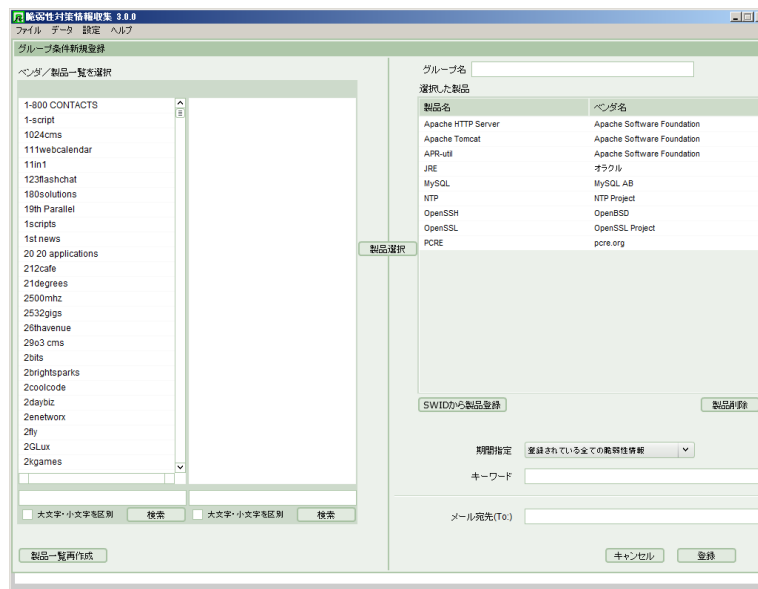 脆弱性対策情報収集 3.0.0
ファイル データ 設定 ヘルプ
グループ条件新規登録
ベンダ/製品一覧を選択
1-800 CONTACTS
1-script
1024cms
111webcalendar
11in1
123flashchat
180solutions
19th Parallel
1scripts
1st news
20 20 applications
212cafe
21degrees
2500mhz
2532gigs
26thavenue
29o3 cms
2bits
2brightsparks
2coolcode
2daybiz
2enetworx
2fly
2GLux
2kgames
大文字・小文字を区別 検索 大文字・小文字を区別 検索
製品一覧再作成
製品選択
グループ名
選択した製品
製品名 ベンダ名
Apache HTTP Server Apache Software Foundation
Apache Tomcat Apache Software Foundation
APR-util Apache Software Foundation
JRE オラクル
MySQL MySQL AB
NTP NTP Project
OpenSSH OpenBSD
OpenSSL OpenSSL Project
PCRE pcre.org
SWIDから製品登録 製品削除
期間指定 登録されている全ての脆弱性情報
キーワード
メール宛先(To:)
キャンセル 登録